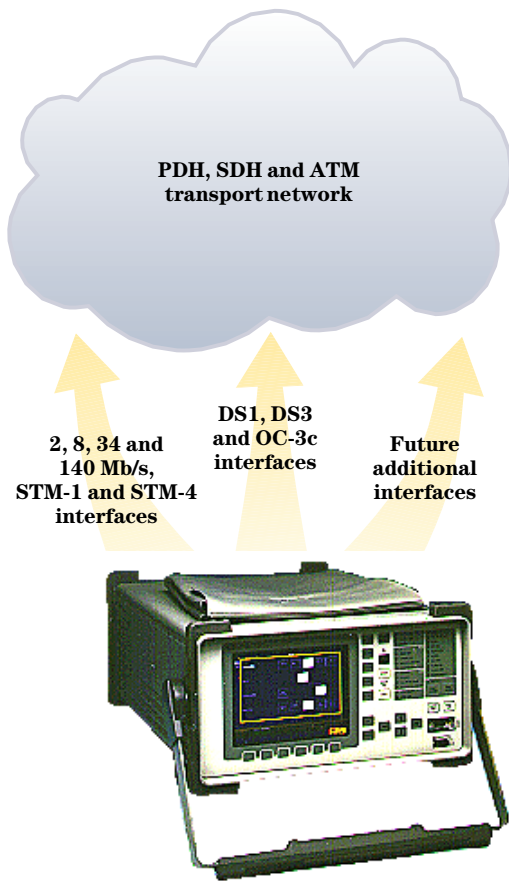 PDH, SDH and ATM
transport network
2, 8, 34 and
140 Mb/s,
STM-1 and STM-4
interfaces
DS1, DS3
and OC-3c
interfaces
Future
additional
interfaces